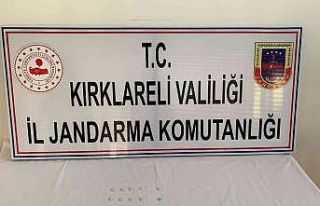 T.C.
KIRKLARELİ VALİLİĞİ
İL JANDARMA KOMUTANLIĞI